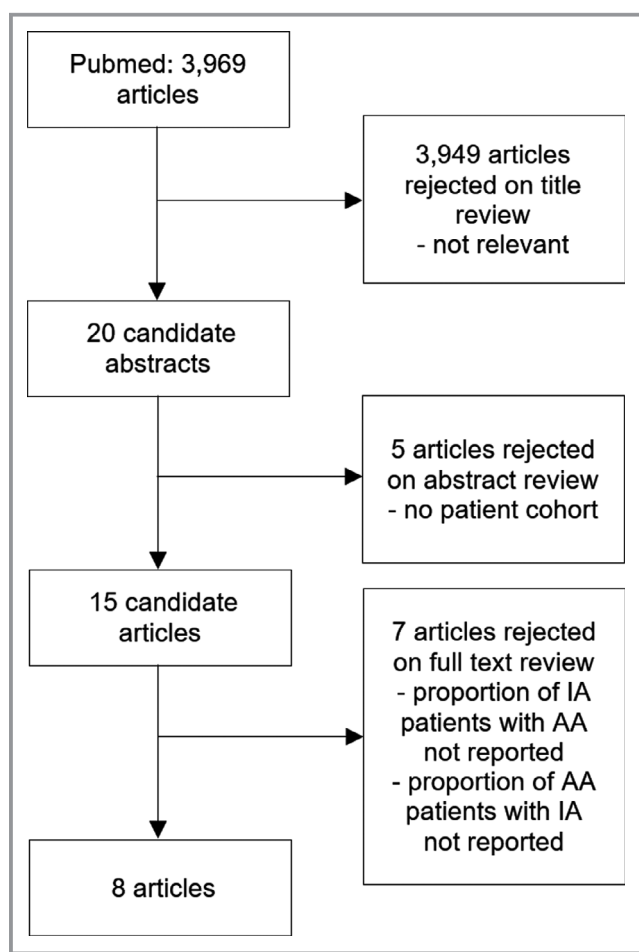 Pubmed: 3,969
articles
3,949 articles
rejected on title
review
- not relevant
20 candidate
abstracts
5 articles rejected
on abstract review
- no patient cohort
15 candidate
articles
7 articles rejected
on full text review
- proportion of IA
patients with AA
not reported
- proportion of AA
patients with IA
not reported
8 articles